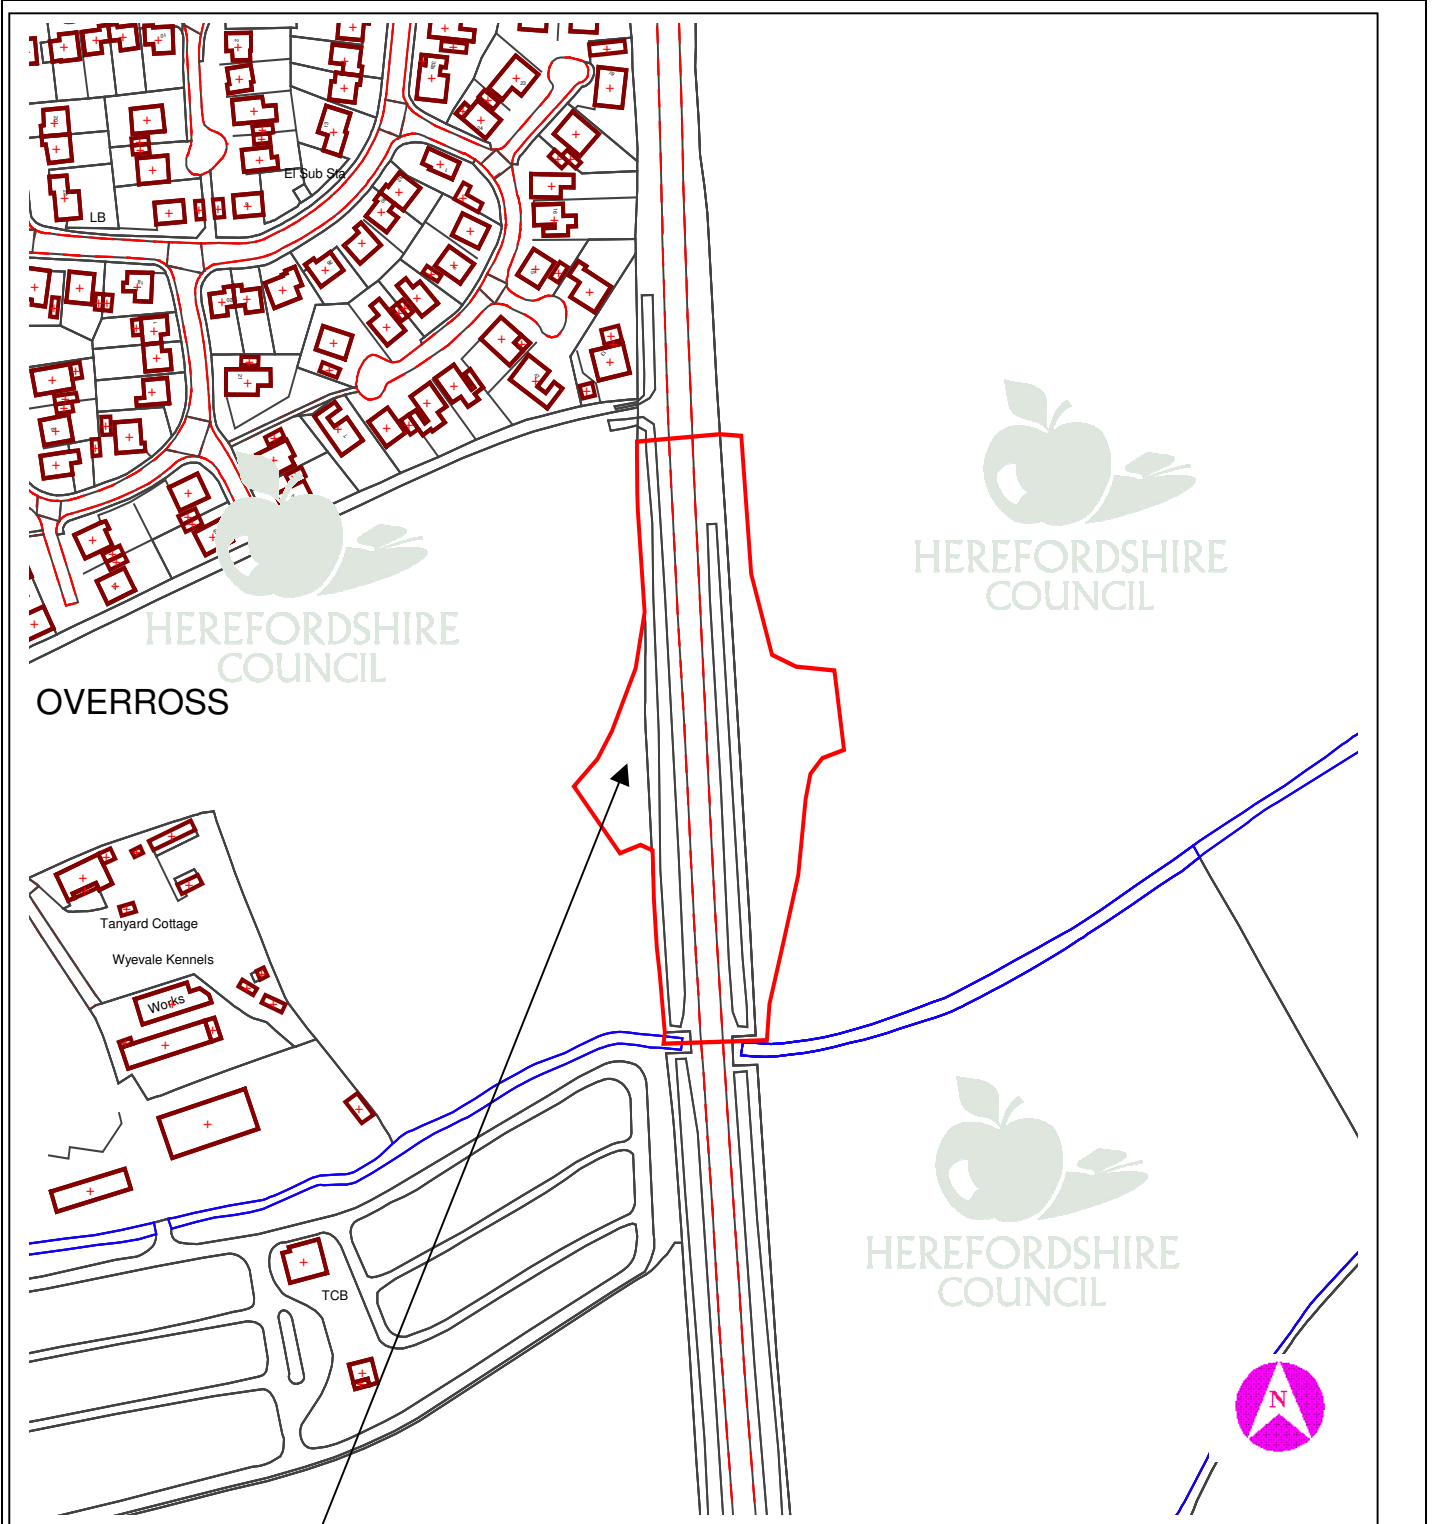 El Sub Sta
LB
HEREFORDSHIRE
COUNCIL
HEREFORDSHIRE
COUNCIL
OVERROSS
Tanyard Cottage
Wyevale Kennels
Works
HEREFORDSHIRE
COUNCIL
TCB
N